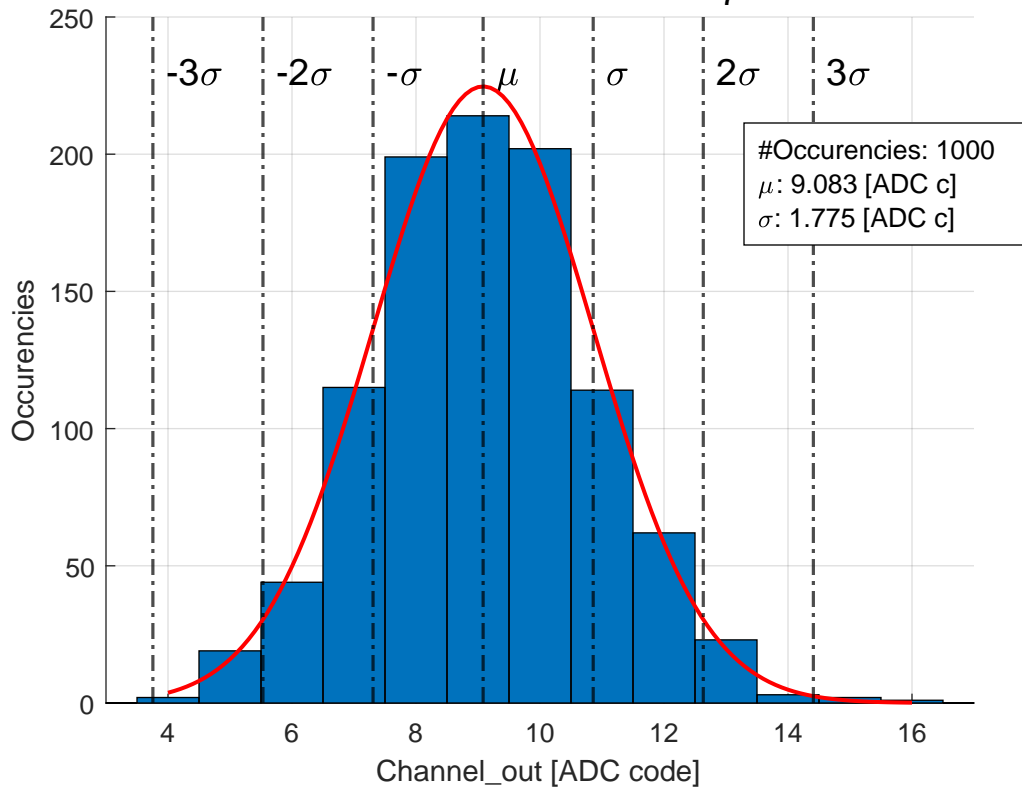 250
-3σ -2σ -σ μ σ 2σ 3σ
#Occurencies: 1000
μ: 9.083 [ADC c]
σ: 1.775 [ADC c]
200
150
100
50
0
Occurencies
4 6 8 10 12 14 16
Channel_out [ADC code]